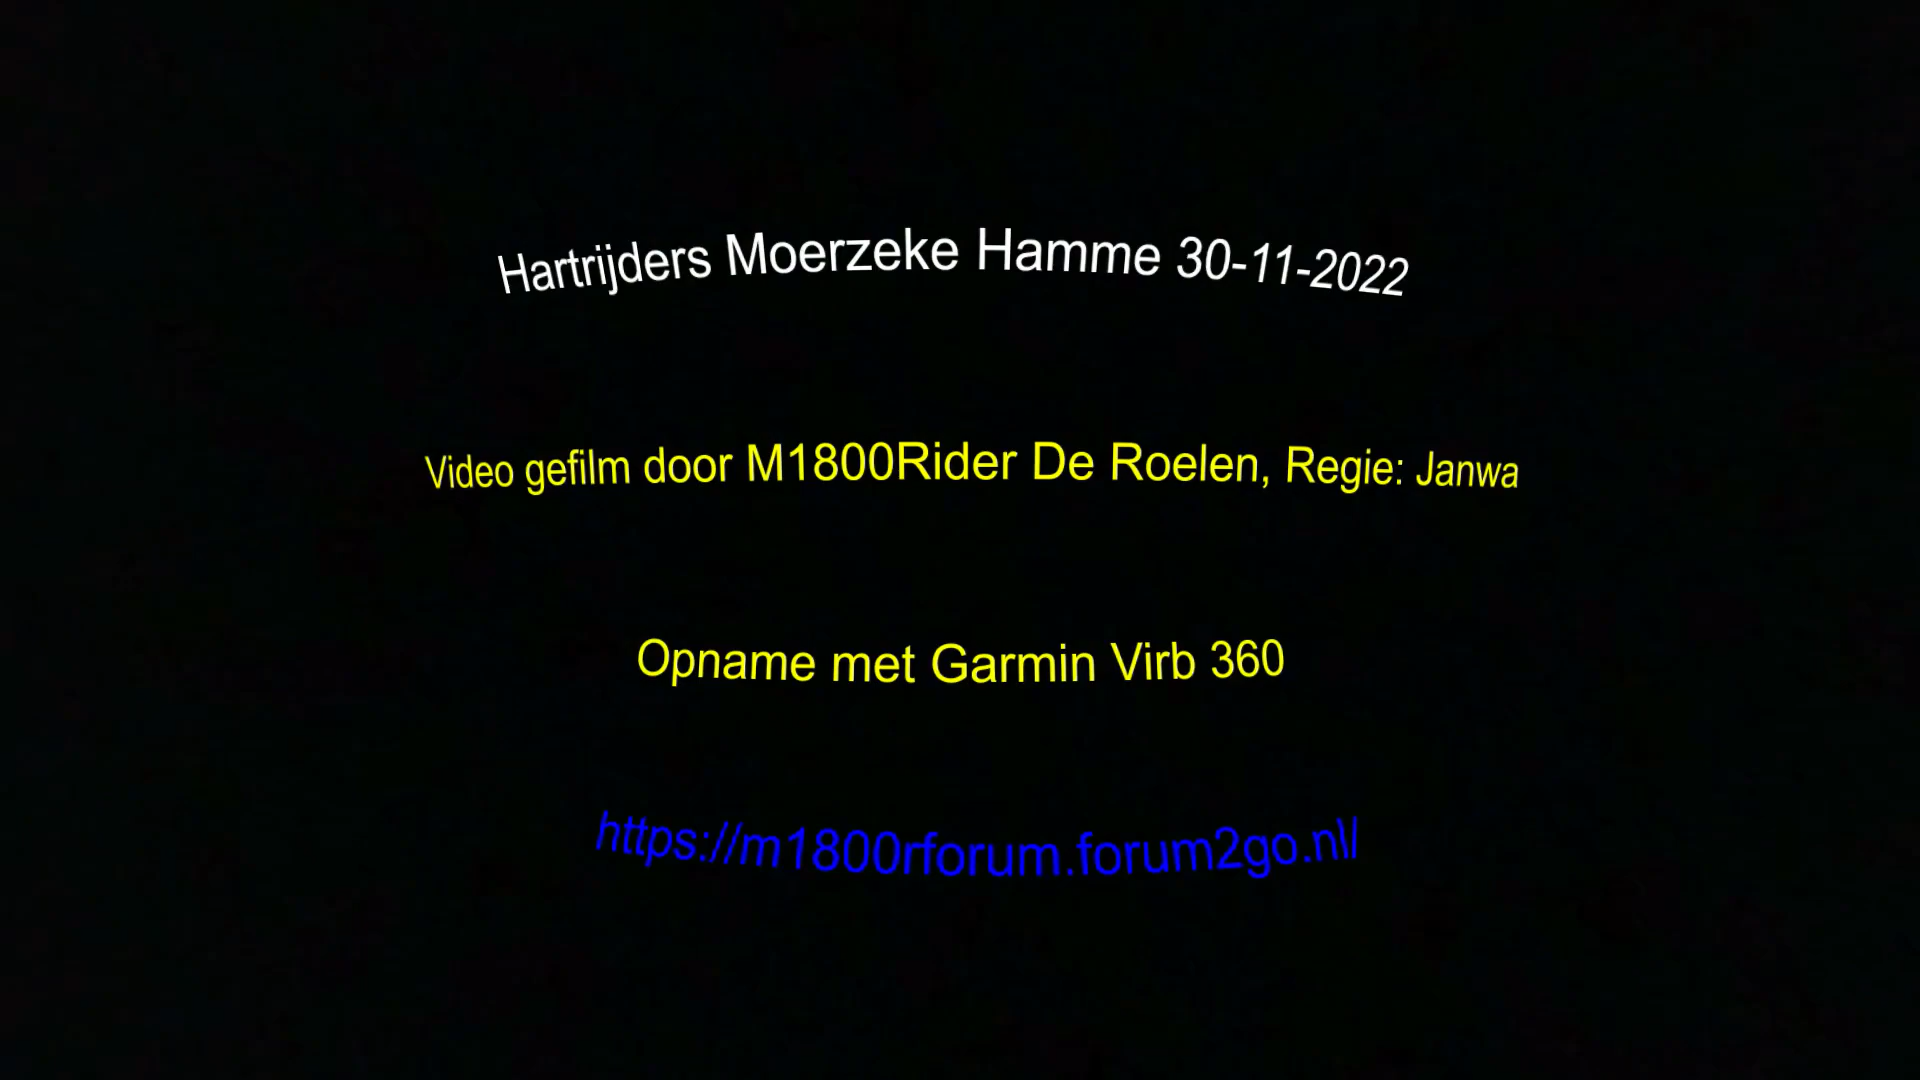 Hartrijders Moerzeke Hamme 30-11-2022
Video gefilm door M1800Rider De Roelen, Regie: Janwa
Opname met Garmin Virb 360
https://m1800rforum.forum2go.nl/